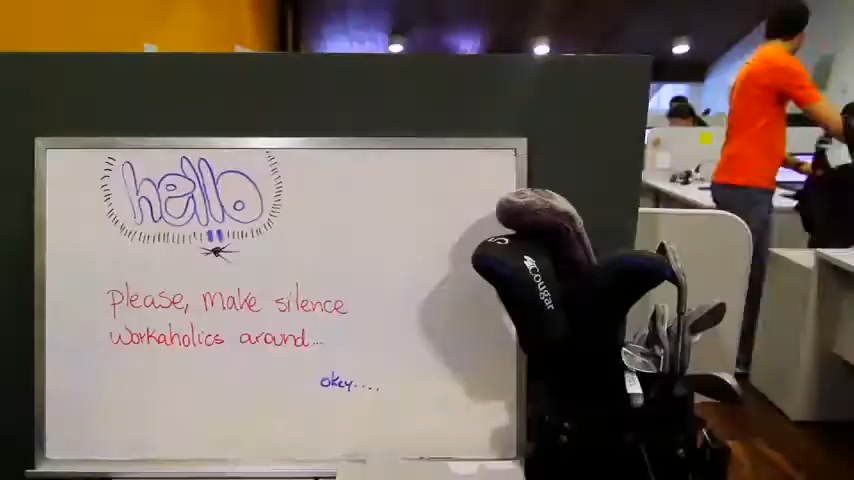 hello
please, make silence
workaholics around...
okey....
Cougar